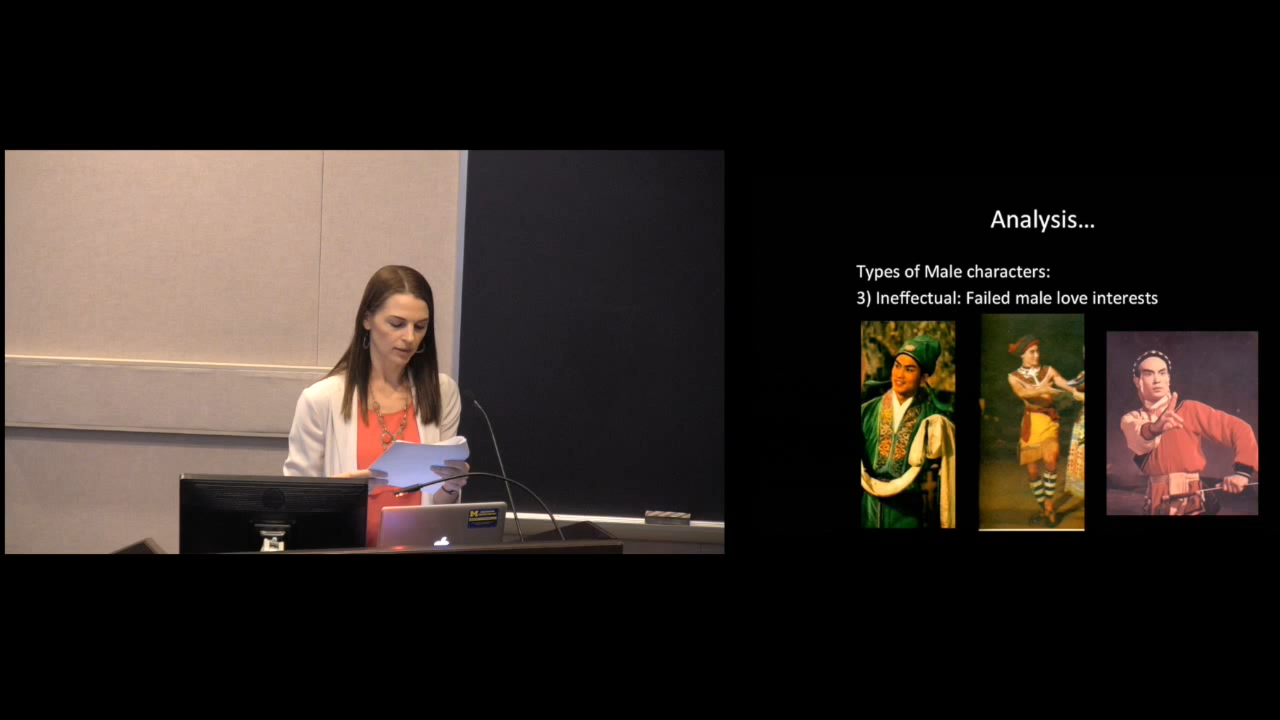 Analysis...
Types of Male characters:
3) Ineffectual: Failed male love interests